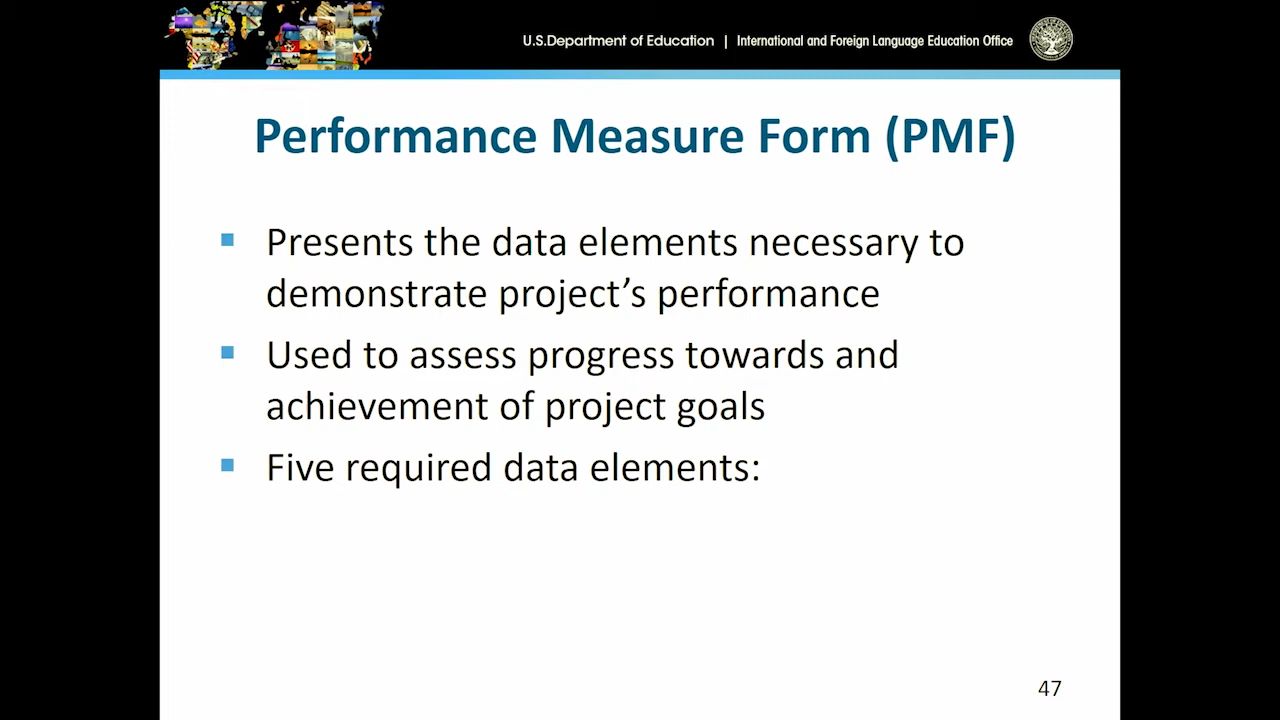 U.S.Department of Education | International and Foreign Language Education Office
Performance Measure Form (PMF)
Presents the data elements necessary to
demonstrate project’s performance
Used to assess progress towards and
achievement of project goals
Five required data elements:
47